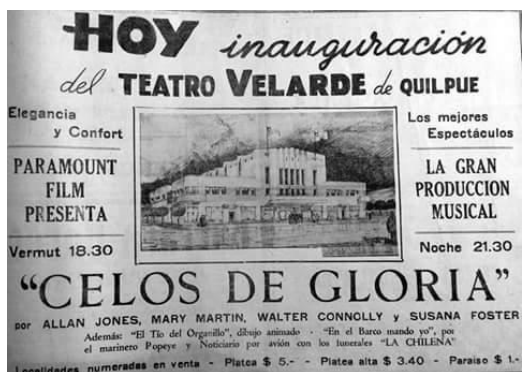 HOY inauguración
del TEATRO VELARDE de QUILPUE
Elegancia
y Confort
Los mejores
Espectáculos
PARAMOUNT
FILM
PRESENTA
LA GRAN
PRODUCCION
MUSICAL
Vermut 18.30
Noche 21.30
"CELOS DE GLORIA"
por ALLAN JONES, MARY MARTIN, WALTER CONNOLLY y SUSANA FOSTER
Además: "El Tío del Organillo", dibujo animado · "En el Barco mando yo", por
el marinero Popeye y Noticiario por avión con los funerales "LA CHILENA"
Localidades numeradas en venta - Platea $ 5.- - Platea alta $ 3.40 - Paraiso $ 1.-